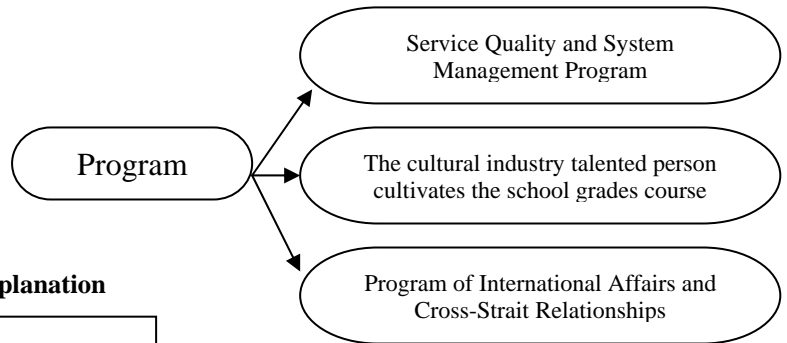 Service Quality and System
Management Program
Program
The cultural industry talented person
cultivates the school grades course
Program of International Affairs and
Cross-Strait Relationships